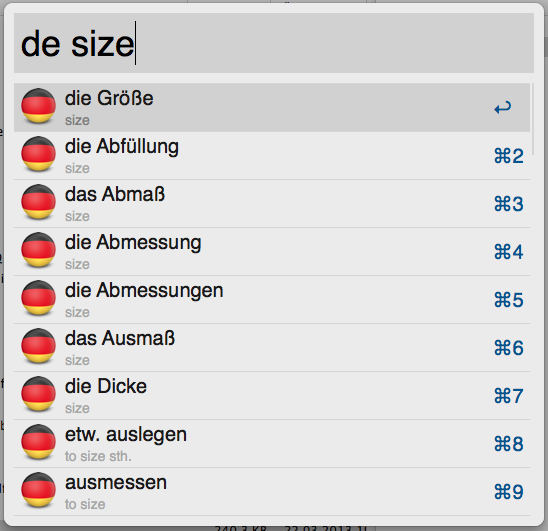 de size
die Größe
size
die Abfüllung
size
⌘2
das Abmaß
size
⌘3
die Abmessung
size
⌘4
die Abmessungen
size
⌘5
das Ausmaß
size
⌘6
die Dicke
size
⌘7
etw. auslegen
to size sth.
⌘8
ausmessen
to size
⌘9